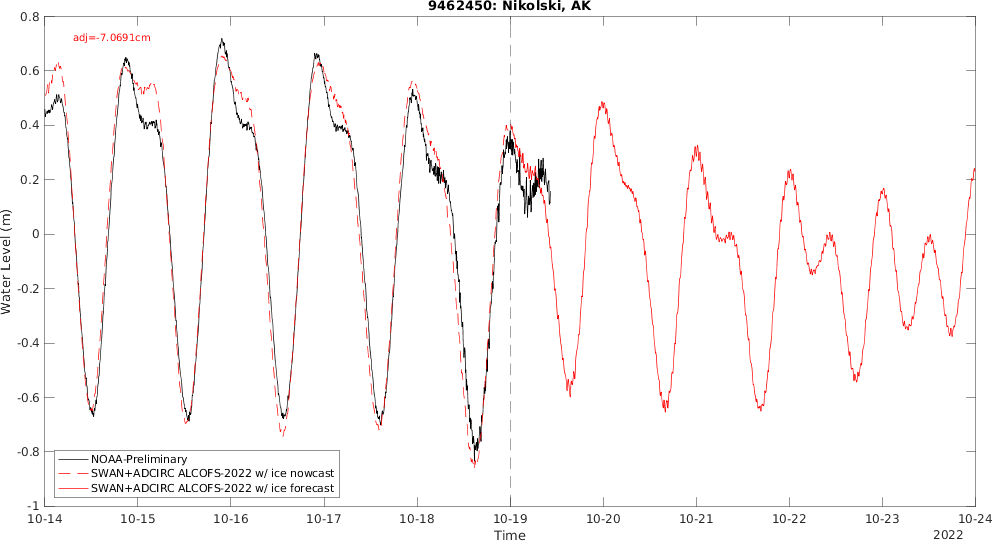 9462450: Nikolski, AK
adj=-7.0691cm
0.8
0.6
0.4
0.2
0
-0.2
-0.4
-0.6
-0.8
-1
Water Level (m)
NOAA-Preliminary
SWAN+ADCIRC ALCOFS-2022 w/ ice nowcast
SWAN+ADCIRC ALCOFS-2022 w/ ice forecast
10-14 10-15 10-16 10-17 10-18 10-19 10-20 10-21 10-22 10-23 10-24
Time
2022